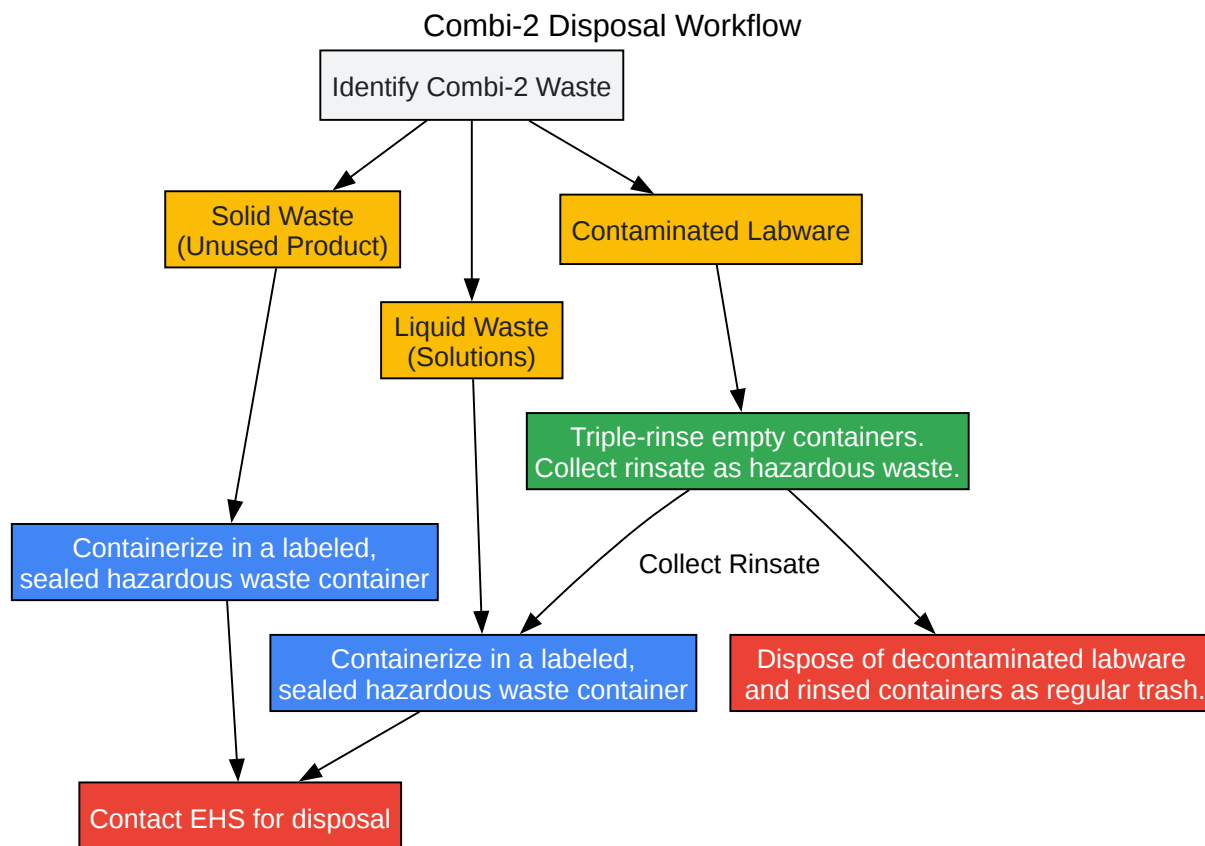 Combi-2 Disposal Workflow
Identify Combi-2 Waste
Solid Waste
(Unused Product)
Contaminated Labware
Liquid Waste
(Solutions)
Triple-rinse empty containers.
Collect rinsate as hazardous waste.
Containerize in a labeled,
sealed hazardous waste container
Collect Rinsate
Containerize in a labeled,
sealed hazardous waste container
Dispose of decontaminated labware
and rinsed containers as regular trash.
Contact EHS for disposal